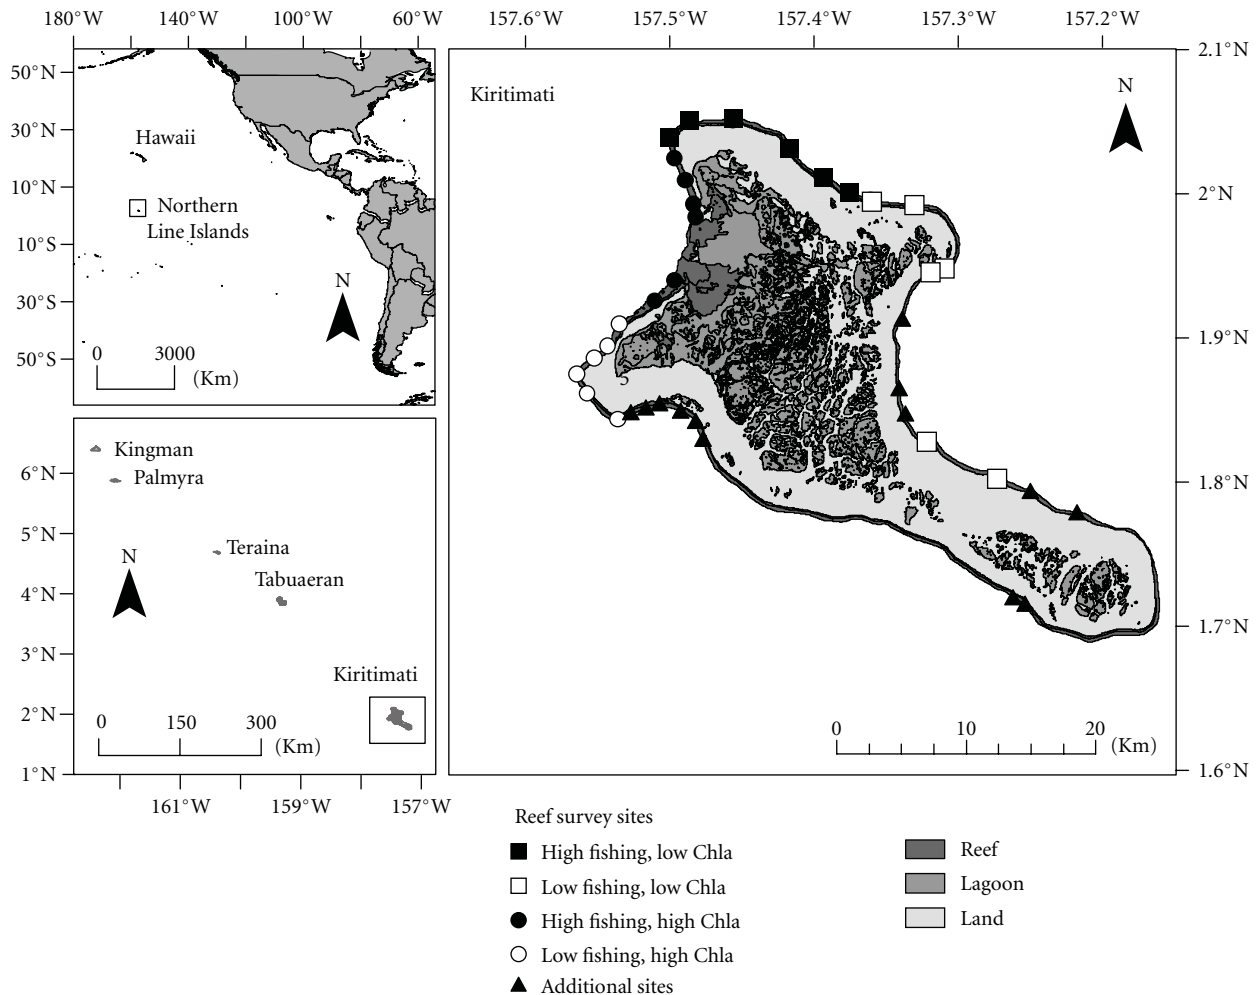 180°W 140°W 100°W 60°W
50°N
30°N
10°N
10°S
30°S
50°S
Hawaii
Northern
Line Islands
N
0 3000
(Km)
Kingman
Palmyra
Teraina
Tabuaeran
Kiritimati
N
6°N
5°N
4°N
3°N
2°N
1°N
0 150 300
(Km)
161°W 159°W 157°W
157.6°W 157.5°W 157.4°W 157.3°W 157.2°W
Kiritimati
N
5
2.1°N
2°N
1.9°N
1.8°N
1.7°N
1.6°N
0 10 20
(Km)
Reef survey sites
High fishing, low Chla
Low fishing, low Chla
High fishing, high Chla
Low fishing, high Chla
Additional sites
Reef
Lagoon
Land